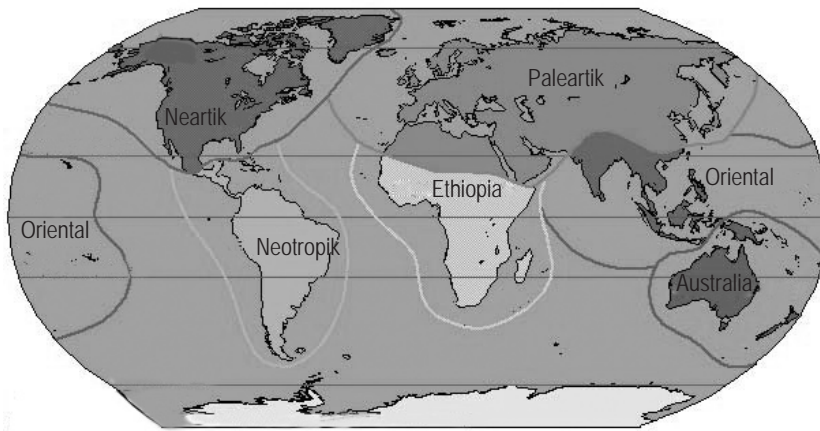 Paleartik
Neartik
Ethiopia
Oriental
Oriental
Neotropik
Australia